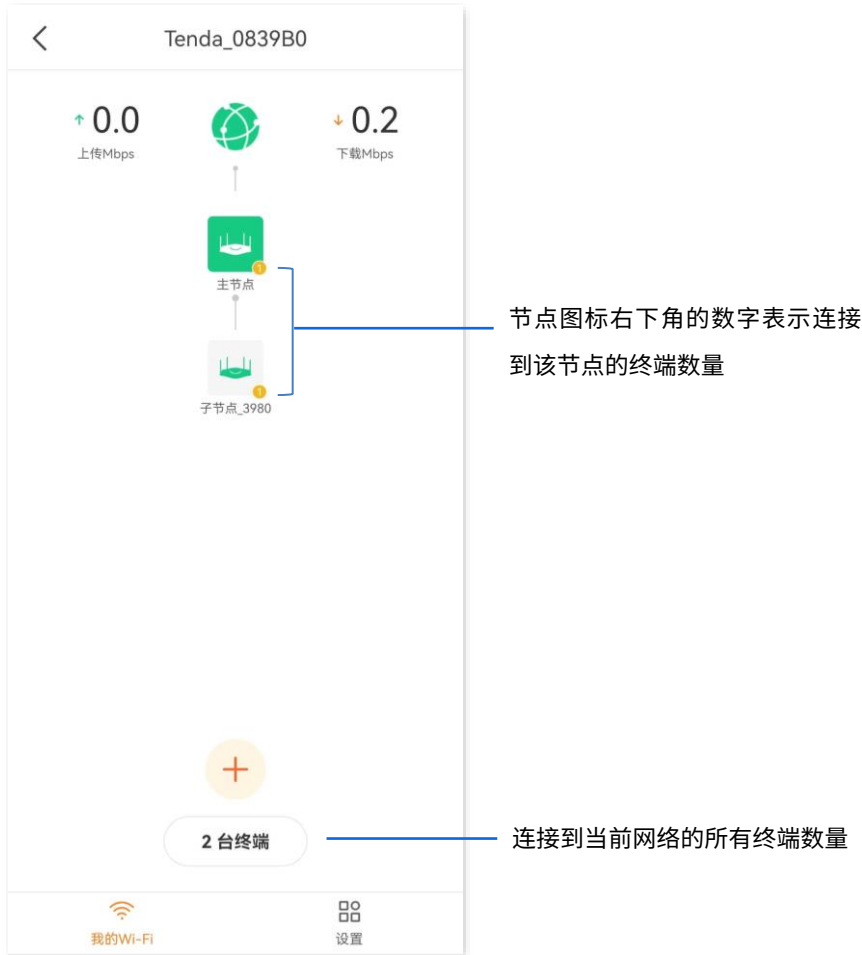 Tenda_0839B0
0.0
上传Mbps
0.2
下载Mbps
1
主节点
1
子节点_3980
节点图标右下角的数字表示连接
到该节点的终端数量
2 台终端
连接到当前网络的所有终端数量
我的Wi-Fi
设置